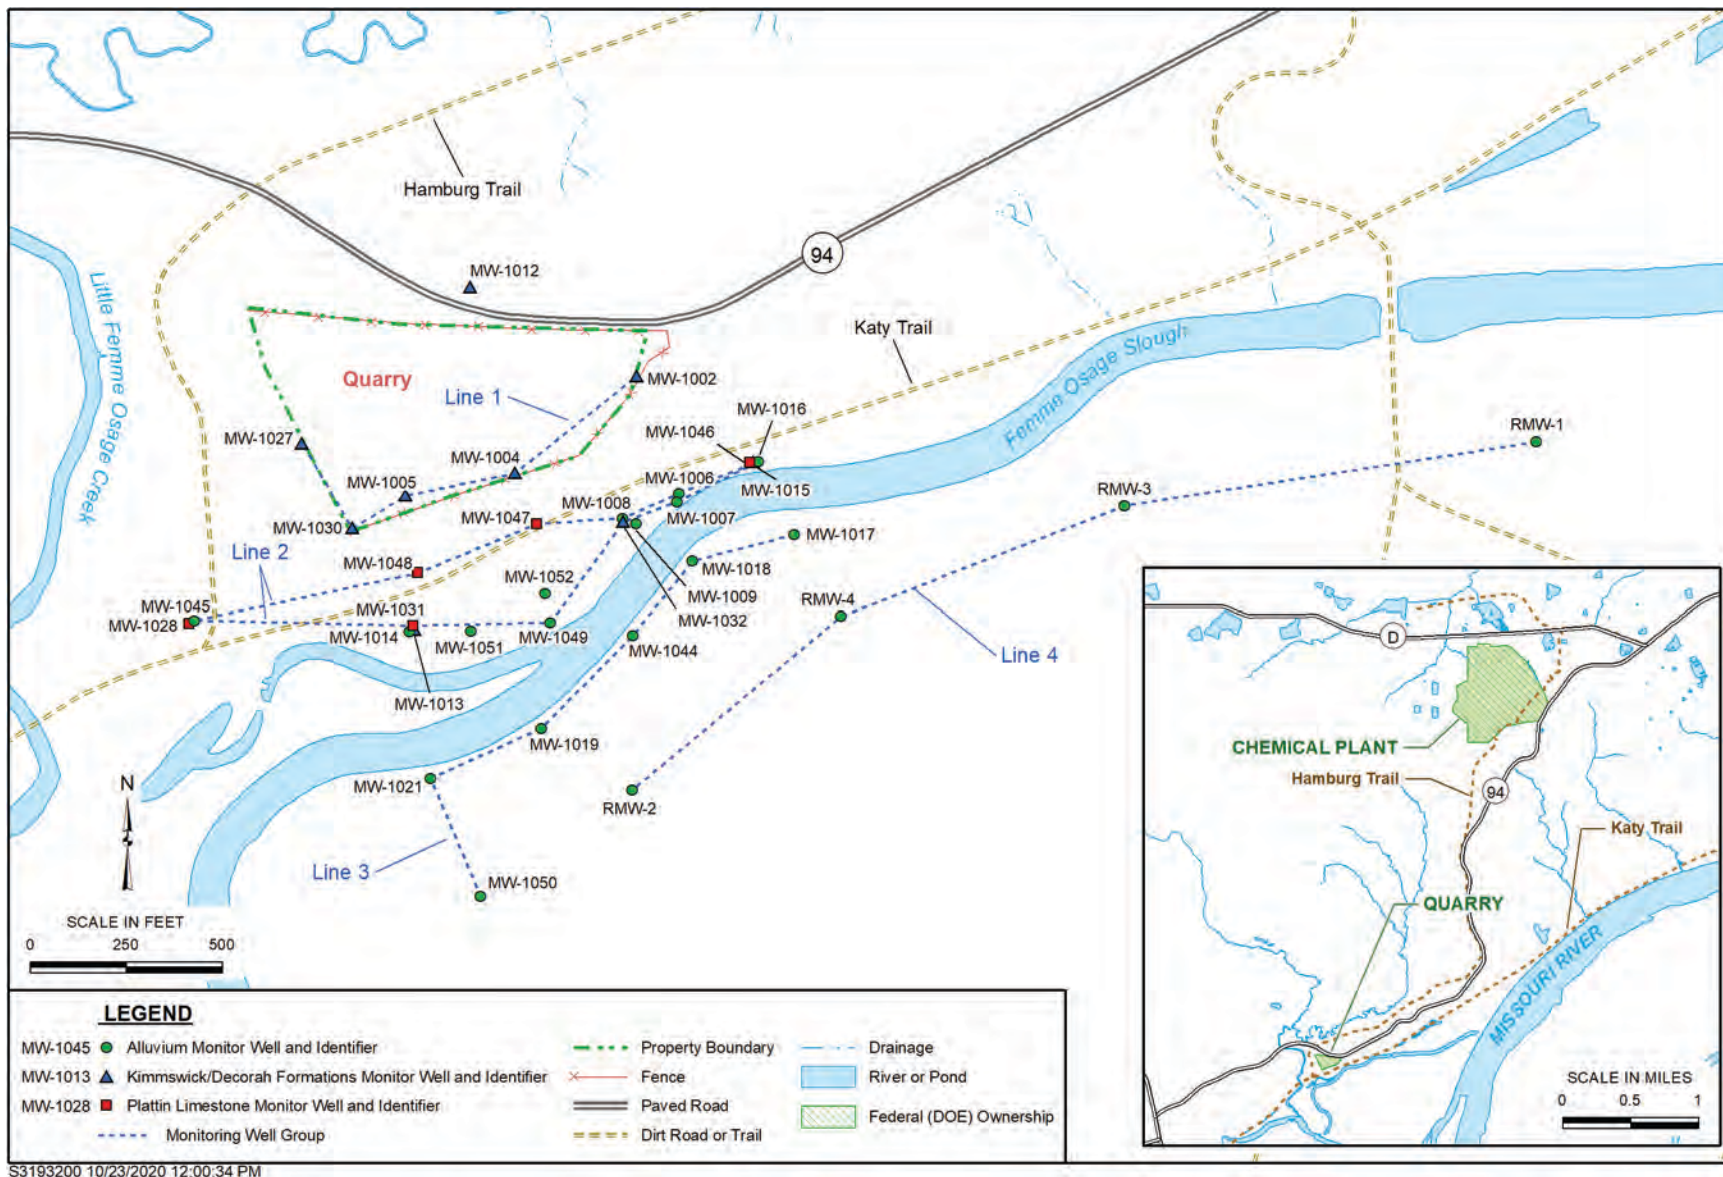 Hamburg Trail
94
MW-1012
Little Femme Osage Creek
Katy Trail
Femme Osage Slough
Quarry
Line 1
MW-1002
MW-1016
MW-1046
RMW-1
MW-1027
MW-1004
MW-1005
MW-1006
MW-1015
RMW-3
MW-1008
MW-1030
MW-1047
MW-1007
MW-1017
Line 2
MW-1048
MW-1052
MW-1018
MW-1009
MW-1045
MW-1031
MW-1032
RMW-4
MW-1028
MW-1014
MW-1051
MW-1049
MW-1044
Line 4
MW-1013
MW-1019
MW-1021
RMW-2
N
Line 3
MW-1050
SCALE IN FEET
0 250 500
D
CHEMICAL PLANT
Hamburg Trail
94
Katy Trail
QUARRY
MISSOURI RIVER
SCALE IN MILES
0 0.5 1
LEGEND
MW-1045 Alluvium Monitor Well and Identifier
MW-1013 Kimmswick/Decorah Formations Monitor Well and Identifier
MW-1028 Plattin Limestone Monitor Well and Identifier
Monitoring Well Group
Property Boundary
Fence
Paved Road
Dirt Road or Trail
Drainage
River or Pond
Federal (DOE) Ownership
S3193200 10/23/2020 12:00:34 PM